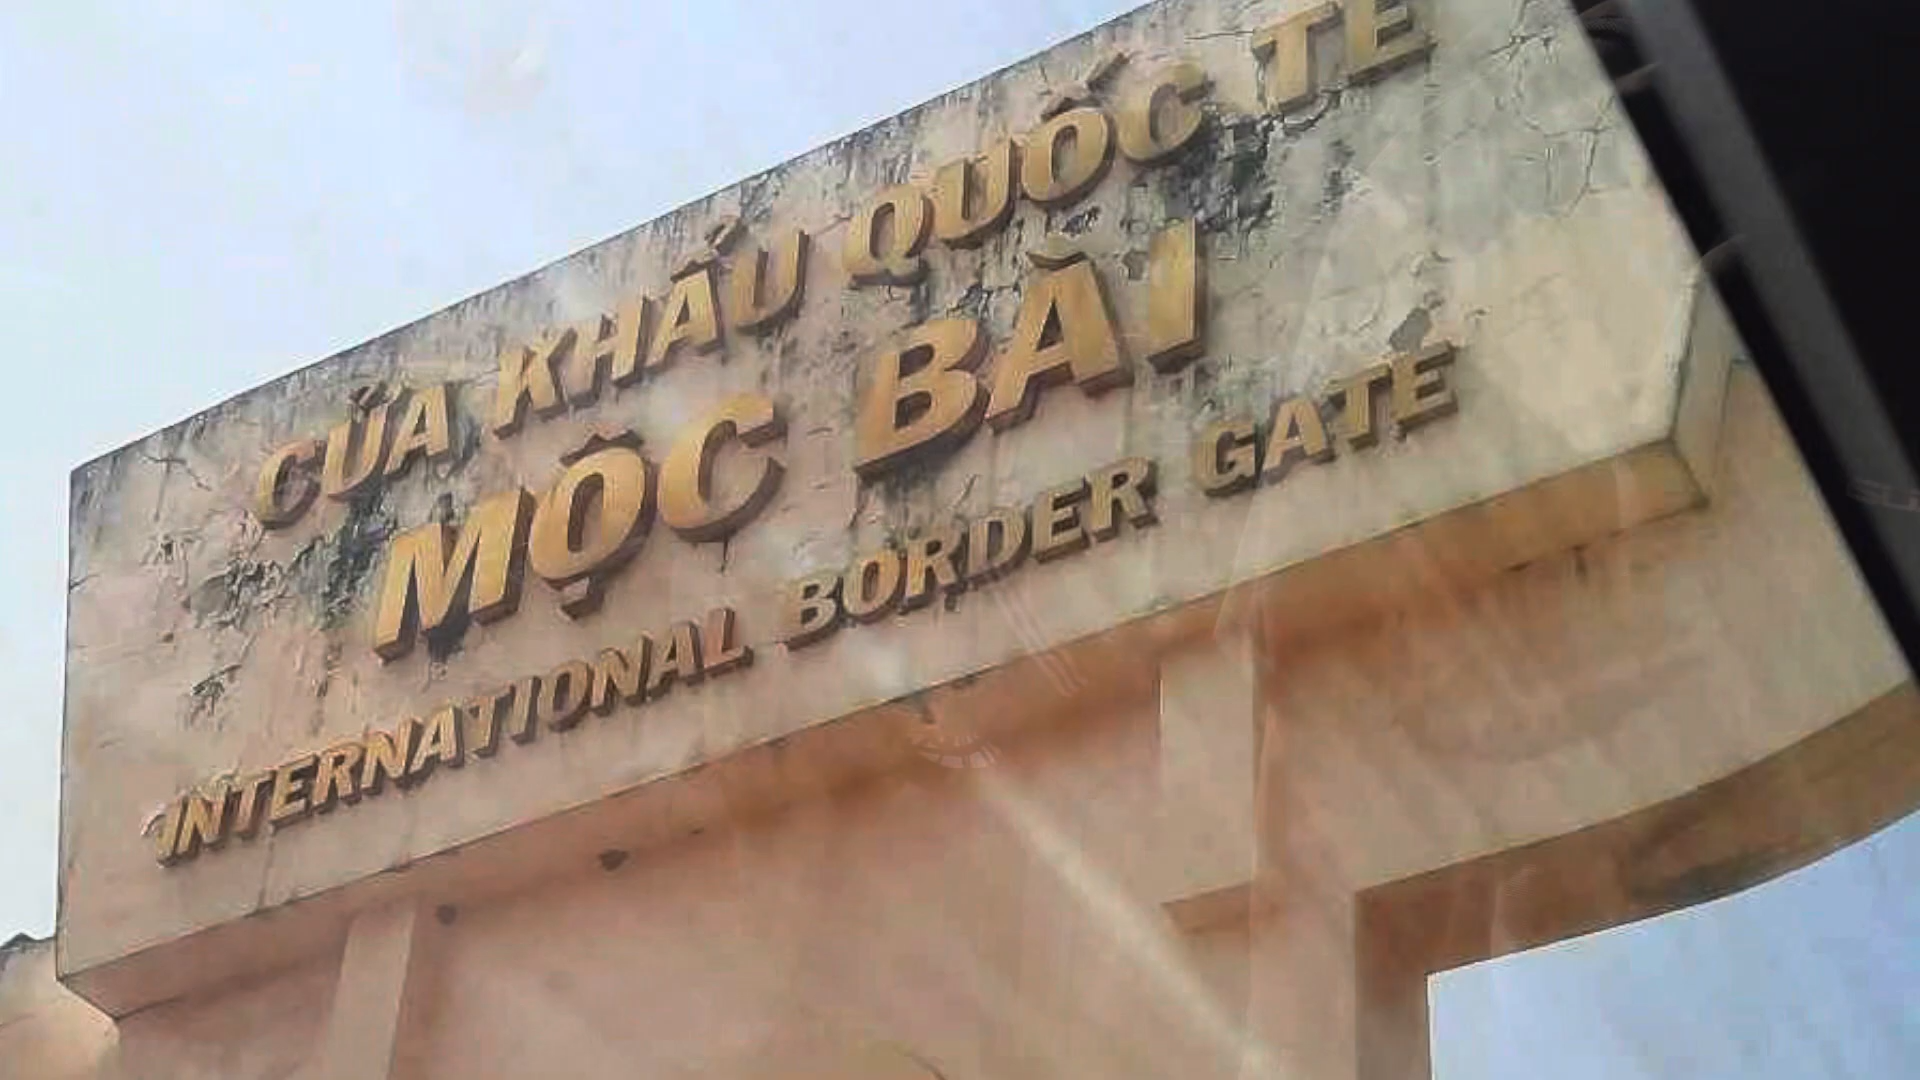 CỬA KHẨU QUỐC TẾ
MỘC BÀI
INTERNATIONAL BORDER GATE